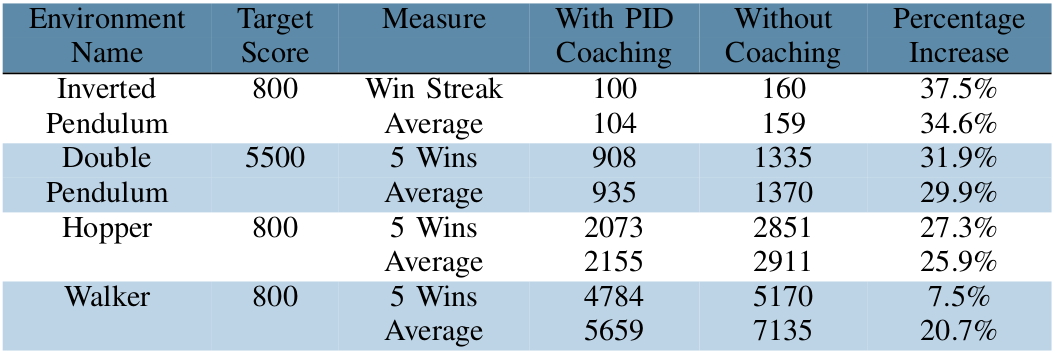 Environment Name Target Score Measure With PID Coaching Without Coaching Percentage Increase
Inverted 800 Win Streak 100 160 37.5%
Pendulum Average 104 159 34.6%
Double 5500 5 Wins 908 1335 31.9%
Pendulum Average 935 1370 29.9%
Hopper 800 5 Wins 2073 2851 27.3%
Average 2155 2911 25.9%
Walker 800 5 Wins 4784 5170 7.5%
Average 5659 7135 20.7%